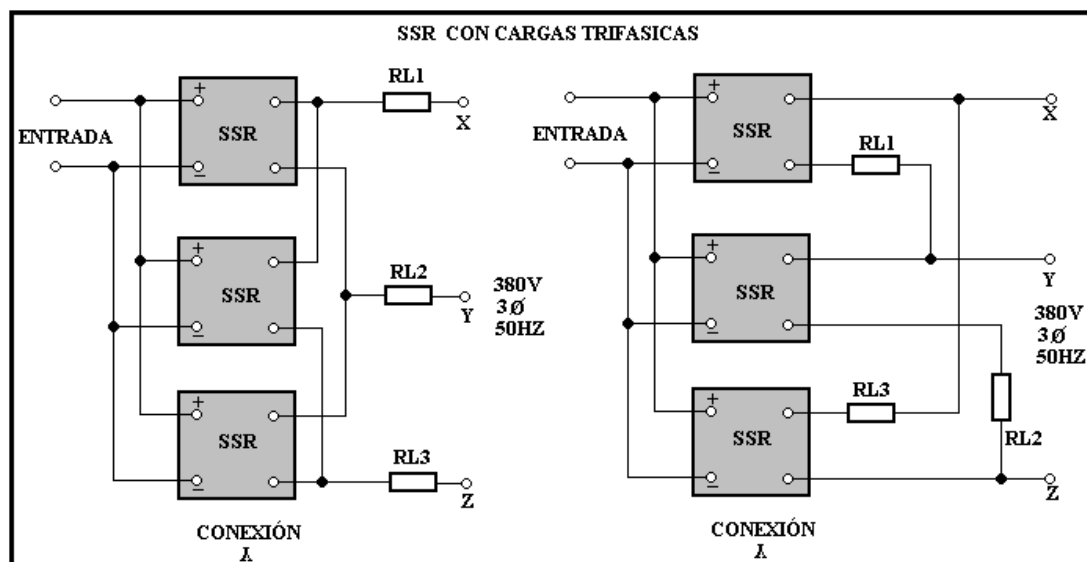 SSR CON CARGAS TRIFASICAS
ENTRADA
+
SSR
_
+
SSR
_
+
SSR
_
RL1
X
RL2
Y
380V
3Ø
50HZ
RL3
Z
CONEXIÓN
⅄
ENTRADA
+
SSR
_
+
SSR
_
+
SSR
_
X
RL1
Y
380V
3Ø
50HZ
RL3
RL2
Z
CONEXIÓN
⅄